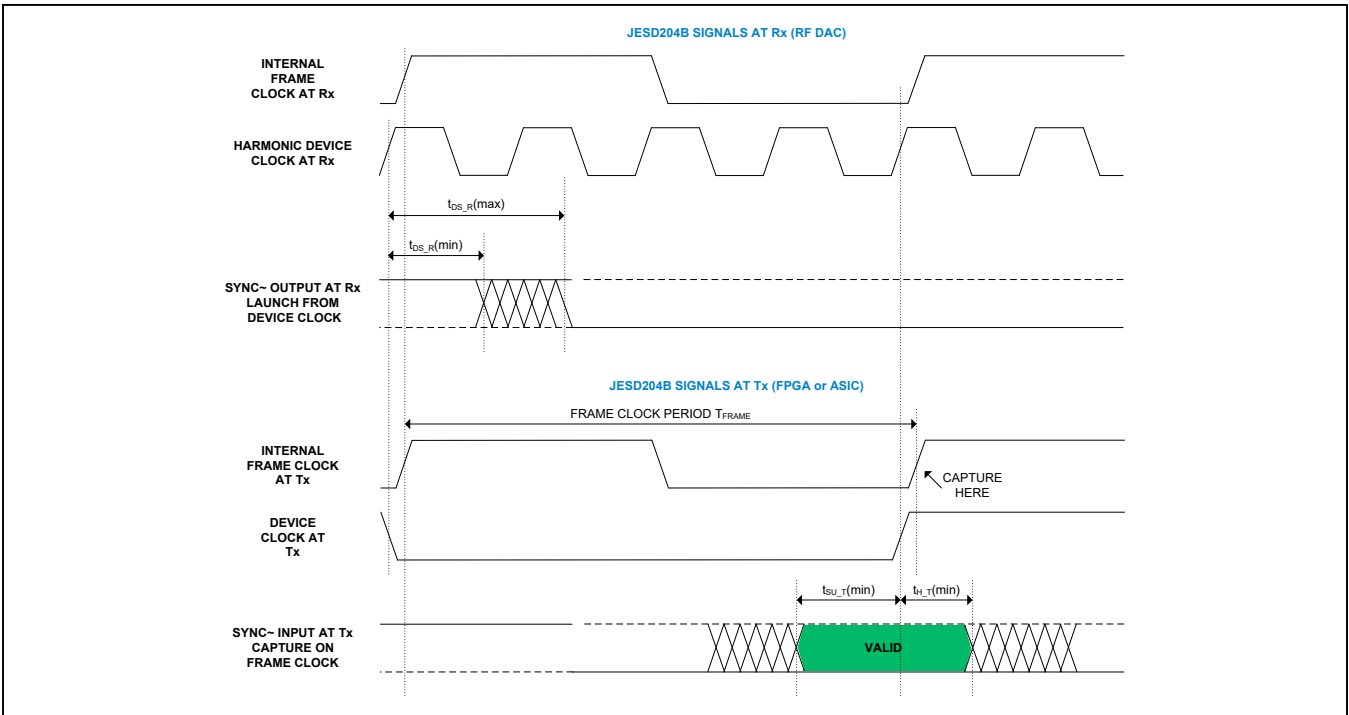 JESD204B SIGNALS AT Rx (RF DAC)
INTERNAL
FRAME
CLOCK AT Rx
HARMONIC DEVICE
CLOCK AT Rx
tDS_R(max)
tDS_R(min)
SYNC~ OUTPUT AT Rx
LAUNCH FROM
DEVICE CLOCK
JESD204B SIGNALS AT Tx (FPGA or ASIC)
FRAME CLOCK PERIOD TFRAME
INTERNAL
FRAME CLOCK
AT Tx
CAPTURE
HERE
DEVICE
CLOCK AT
Tx
tSU_T(min)
tH_T(min)
SYNC~ INPUT AT Tx
CAPTURE ON
FRAME CLOCK
VALID